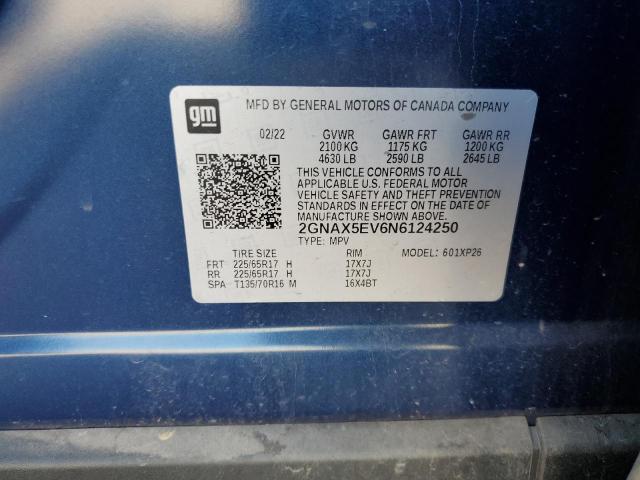 gm
MFD BY GENERAL MOTORS OF CANADA COMPANY
02/22 GVWR GAWR FRT GAWR RR
2100 KG 1175 KG 1200 KG
4630 LB 2590 LB 2645 LB
THIS VEHICLE CONFORMS TO ALL
APPLICABLE U.S. FEDERAL MOTOR
VEHICLE SAFETY AND THEFT PREVENTION
STANDARDS IN EFFECT ON THE DATE OF
MANUFACTURE SHOWN ABOVE.
2GNAX5EV6N6124250
TYPE: MPV MODEL: 601XP26
TIRE SIZE RIM
FRT 225/65R17 H 17X7J
RR 225/65R17 H 17X7J
SPA T135/70R16 M 16X4BT